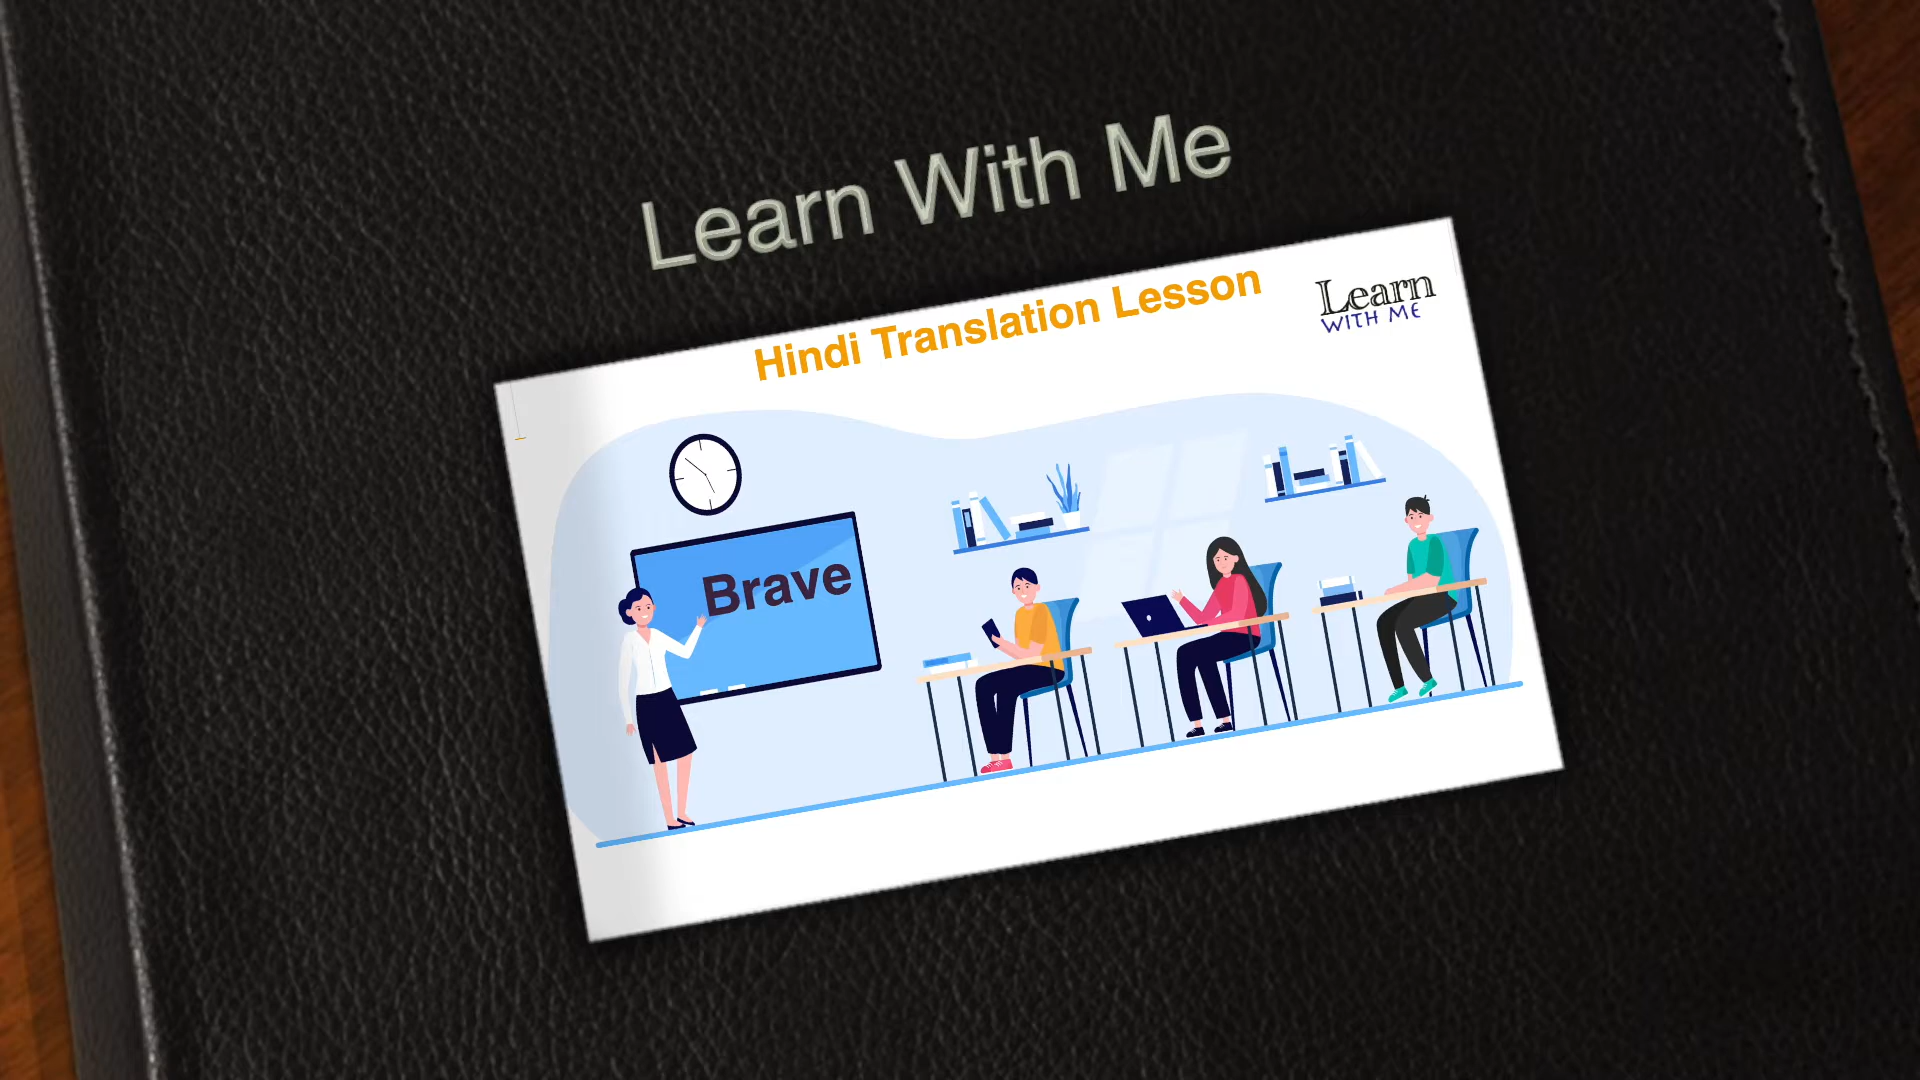 Learn With Me
Hindi Translation Lesson
Learn
WITH ME
Brave